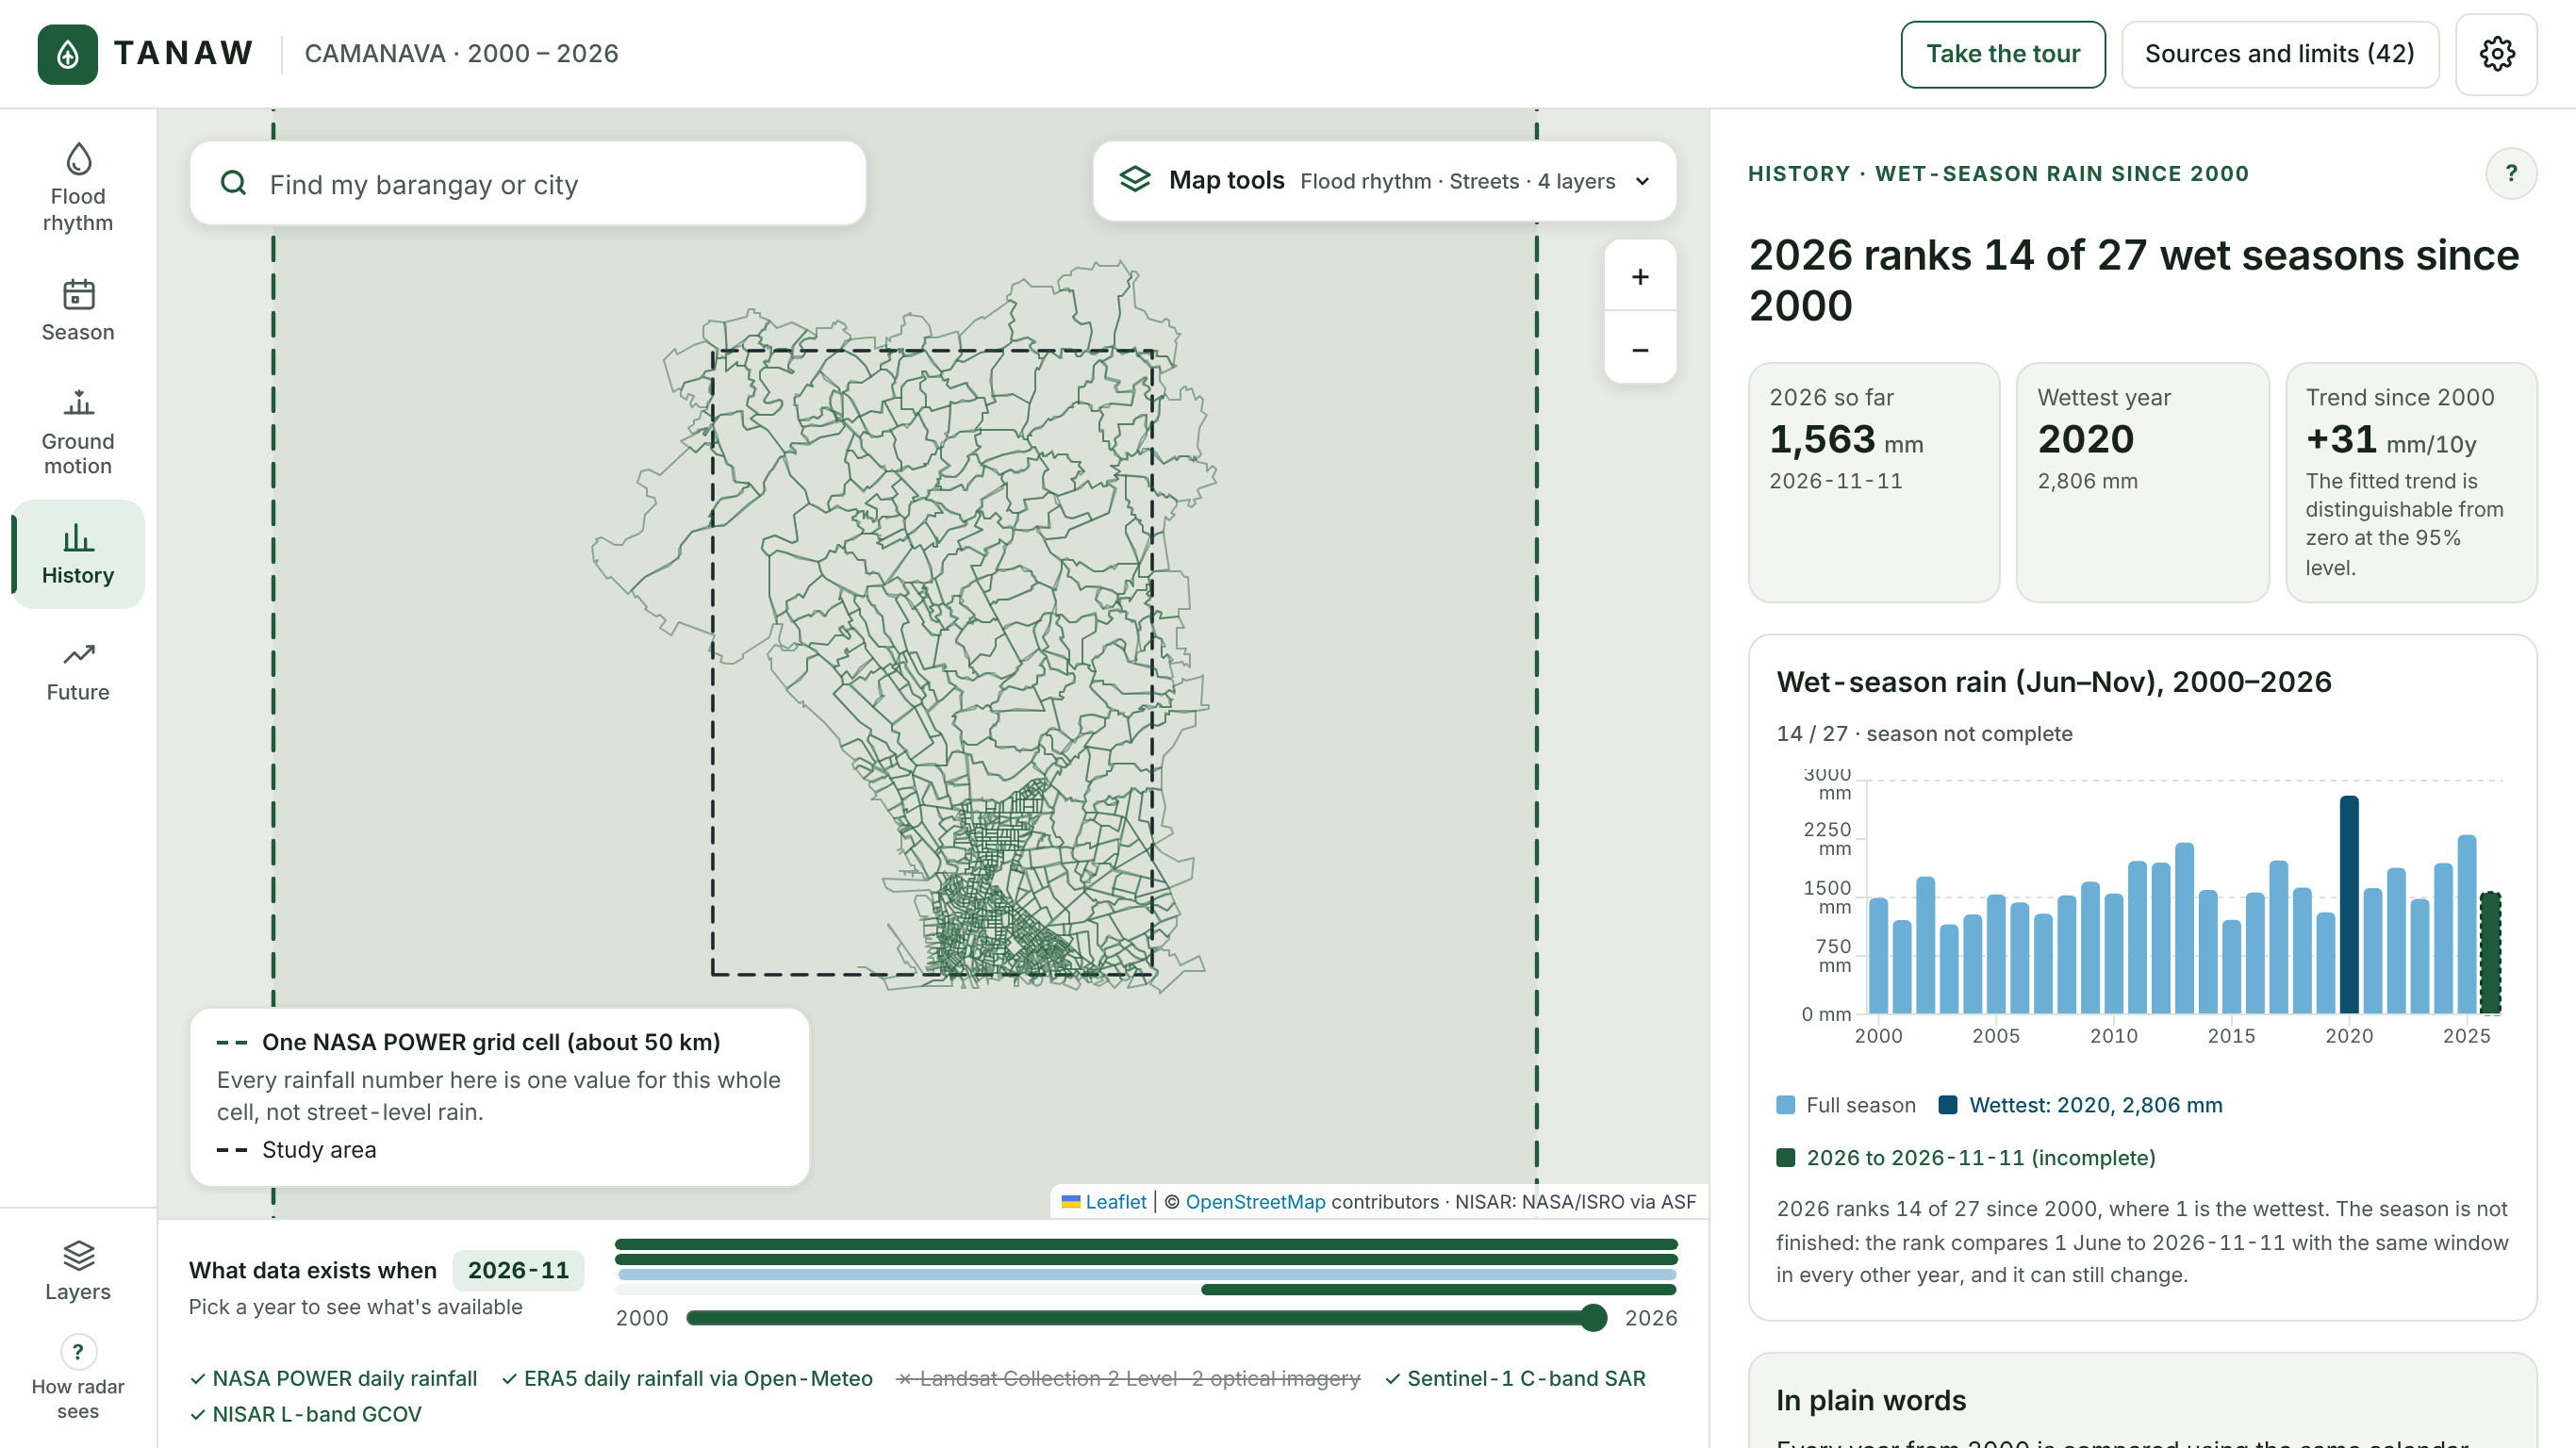 TANAW
CAMANAVA · 2000 – 2026
Take the tour
Sources and limits (42)
Flood
rhythm
Season
Ground
motion
History
Future
Layers
?
How radar
sees
Find my barangay or city
Map tools Flood rhythm · Streets · 4 layers
+
−
One NASA POWER grid cell (about 50 km)
Every rainfall number here is one value for this whole
cell, not street-level rain.
Study area
Leaflet | © OpenStreetMap contributors · NISAR: NASA/ISRO via ASF
What data exists when 2026-11
Pick a year to see what's available
2000
2026
✓ NASA POWER daily rainfall ✓ ERA5 daily rainfall via Open-Meteo × Landsat Collection 2 Level-2 optical imagery ✓ Sentinel-1 C-band SAR
✓ NISAR L-band GCOV
HISTORY · WET-SEASON RAIN SINCE 2000
?
2026 ranks 14 of 27 wet seasons since
2000
2026 so far
1,563 mm
2026-11-11
Wettest year
2020
2,806 mm
Trend since 2000
+31 mm/10y
The fitted trend is
distinguishable from
zero at the 95%
level.
Wet-season rain (Jun–Nov), 2000–2026
14 / 27 · season not complete
3000
mm
2250
mm
1500
mm
750
mm
0 mm
2000 2005 2010 2015 2020 2025
Full season
Wettest: 2020, 2,806 mm
2026 to 2026-11-11 (incomplete)
2026 ranks 14 of 27 since 2000, where 1 is the wettest. The season is not
finished: the rank compares 1 June to 2026-11-11 with the same window
in every other year, and it can still change.
In plain words
Every year from 2000 is compared using the same calendar